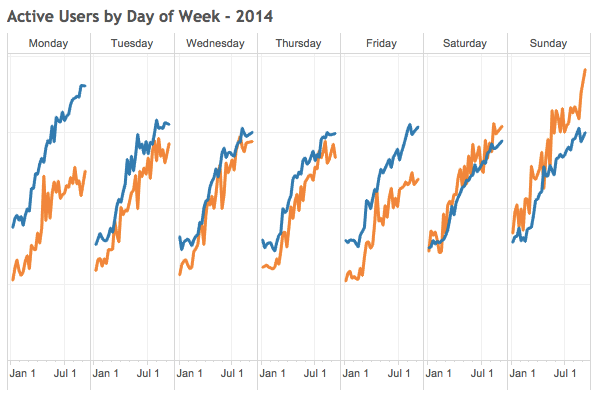 Active Users by Day of Week - 2014
Monday Tuesday Wednesday Thursday Friday Saturday Sunday
Jan 1 Jul 1 Jan 1 Jul 1 Jan 1 Jul 1 Jan 1 Jul 1 Jan 1 Jul 1 Jan 1 Jul 1 Jan 1 Jul 1